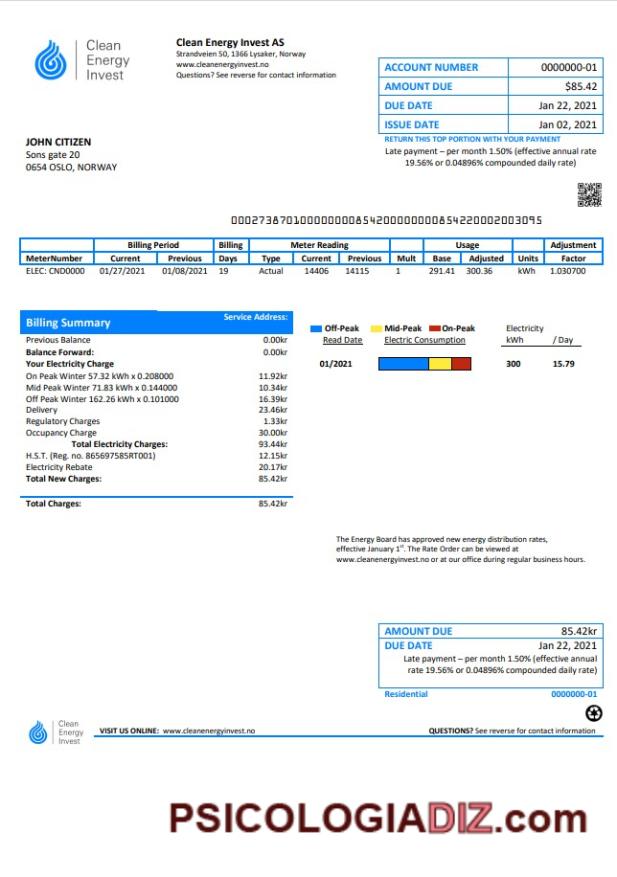 Clean
Energy
Invest
Clean Energy Invest AS
Strandveien 50, 1366 Lysaker, Norway
www.cleanenergyinvest.no
Questions? See reverse for contact information
ACCOUNT NUMBER 0000000-01
AMOUNT DUE $85.42
DUE DATE Jan 22, 2021
ISSUE DATE Jan 02, 2021
RETURN THIS TOP PORTION WITH YOUR PAYMENT
Late payment – per month 1.50% (effective annual rate
19.56% or 0.04896% compounded daily rate)
JOHN CITIZEN
Sons gate 20
0654 OSLO, NORWAY
000273870100000000854200000000854220002003095
Billing Period Billing Meter Reading Usage Adjustment
MeterNumber Current Previous Days Type Current Previous Mult Base Adjusted Units Factor
ELEC: CND0000 01/27/2021 01/08/2021 19 Actual 14406 14115 1 291.41 300.36 kWh 1.030700
Billing Summary Service Address:
Previous Balance 0.00kr
Balance Forward: 0.00kr
Your Electricity Charge
On Peak Winter 57.32 kWh x 0.208000 11.92kr
Mid Peak Winter 71.83 kWh x 0.144000 10.34kr
Off Peak Winter 162.26 kWh x 0.101000 16.39kr
Delivery 23.46kr
Regulatory Charges 1.33kr
Occupancy Charge 30.00kr
Total Electricity Charges: 93.44kr
H.S.T. (Reg. no. 865697585RT001) 12.15kr
Electricity Rebate 20.17kr
Total New Charges: 85.42kr
Total Charges: 85.42kr
Off-Peak Mid-Peak On-Peak Electricity
Read Date Electric Consumption kWh / Day
01/2021 300 15.79
The Energy Board has approved new energy distribution rates,
effective January 1st. The Rate Order can be viewed at
www.cleanenergyinvest.no or at our office during regular business hours.
AMOUNT DUE 85.42kr
DUE DATE Jan 22, 2021
Late payment – per month 1.50% (effective annual
rate 19.56% or 0.04896% compounded daily rate)
Residential 0000000-01
Clean
Energy
Invest
VISIT US ONLINE: www.cleanenergyinvest.no QUESTIONS? See reverse for contact information
PSICOLOGIADIZ.com